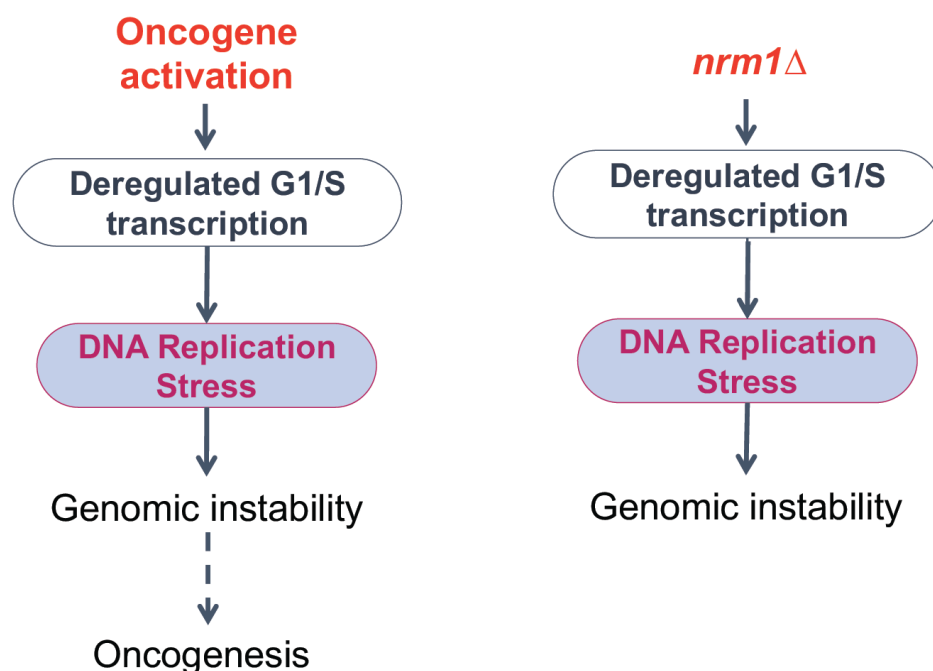 Oncogene
activation
Deregulated G1/S
transcription
DNA Replication
Stress
Genomic instability
Oncogenesis
nrm1Δ
Deregulated G1/S
transcription
DNA Replication
Stress
Genomic instability